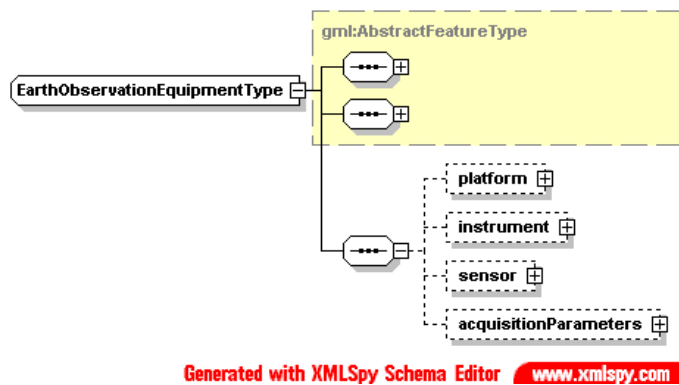 gml:AbstractFeatureType
EarthObservationEquipmentType
platform
instrument
sensor
acquisitionParameters
Generated with XMLSpy Schema Editor www.xmlspy.com